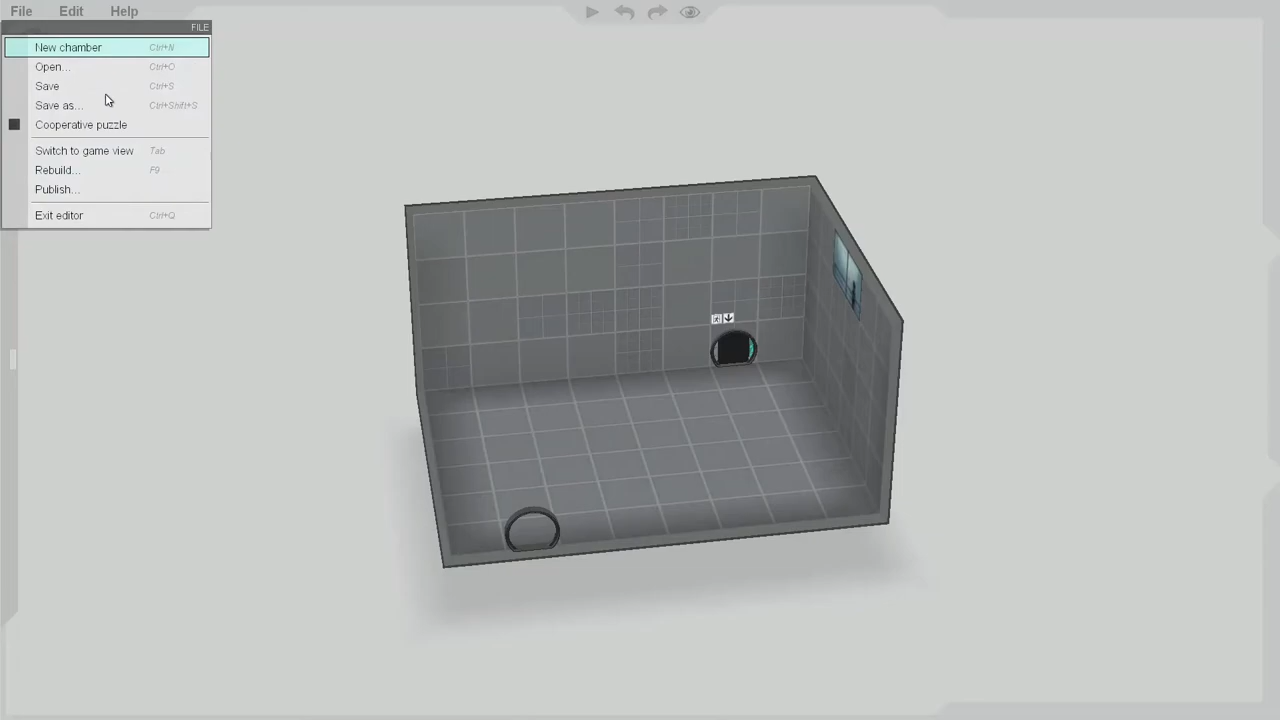 File Edit Help
FILE
New chamber Ctrl+N
Open... Ctrl+O
Save Ctrl+S
Save as... Ctrl+Shift+S
Cooperative puzzle
Switch to game view Tab
Rebuild... F9
Publish...
Exit editor Ctrl+Q